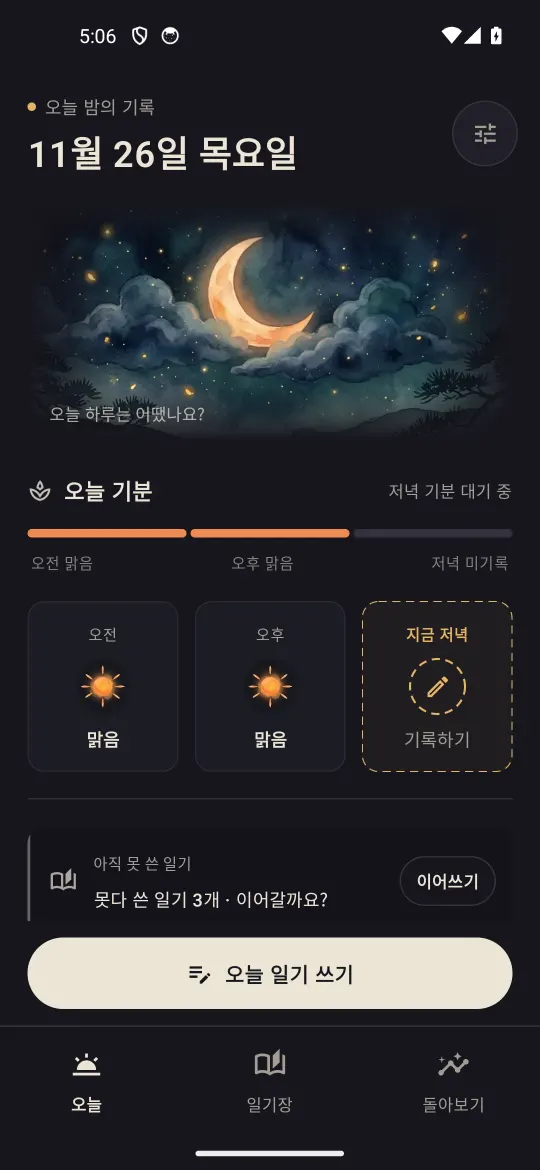 5:06
오늘 밤의 기록
11월 26일 목요일
오늘 하루는 어땠나요?
오늘 기분
저녁 기분 대기 중
오전 맑음
오후 맑음
저녁 미기록
오전
맑음
오후
맑음
지금 저녁
기록하기
아직 못 쓴 일기
못다 쓴 일기 3개 · 이어갈까요?
이어쓰기
오늘 일기 쓰기
오늘
일기장
돌아보기